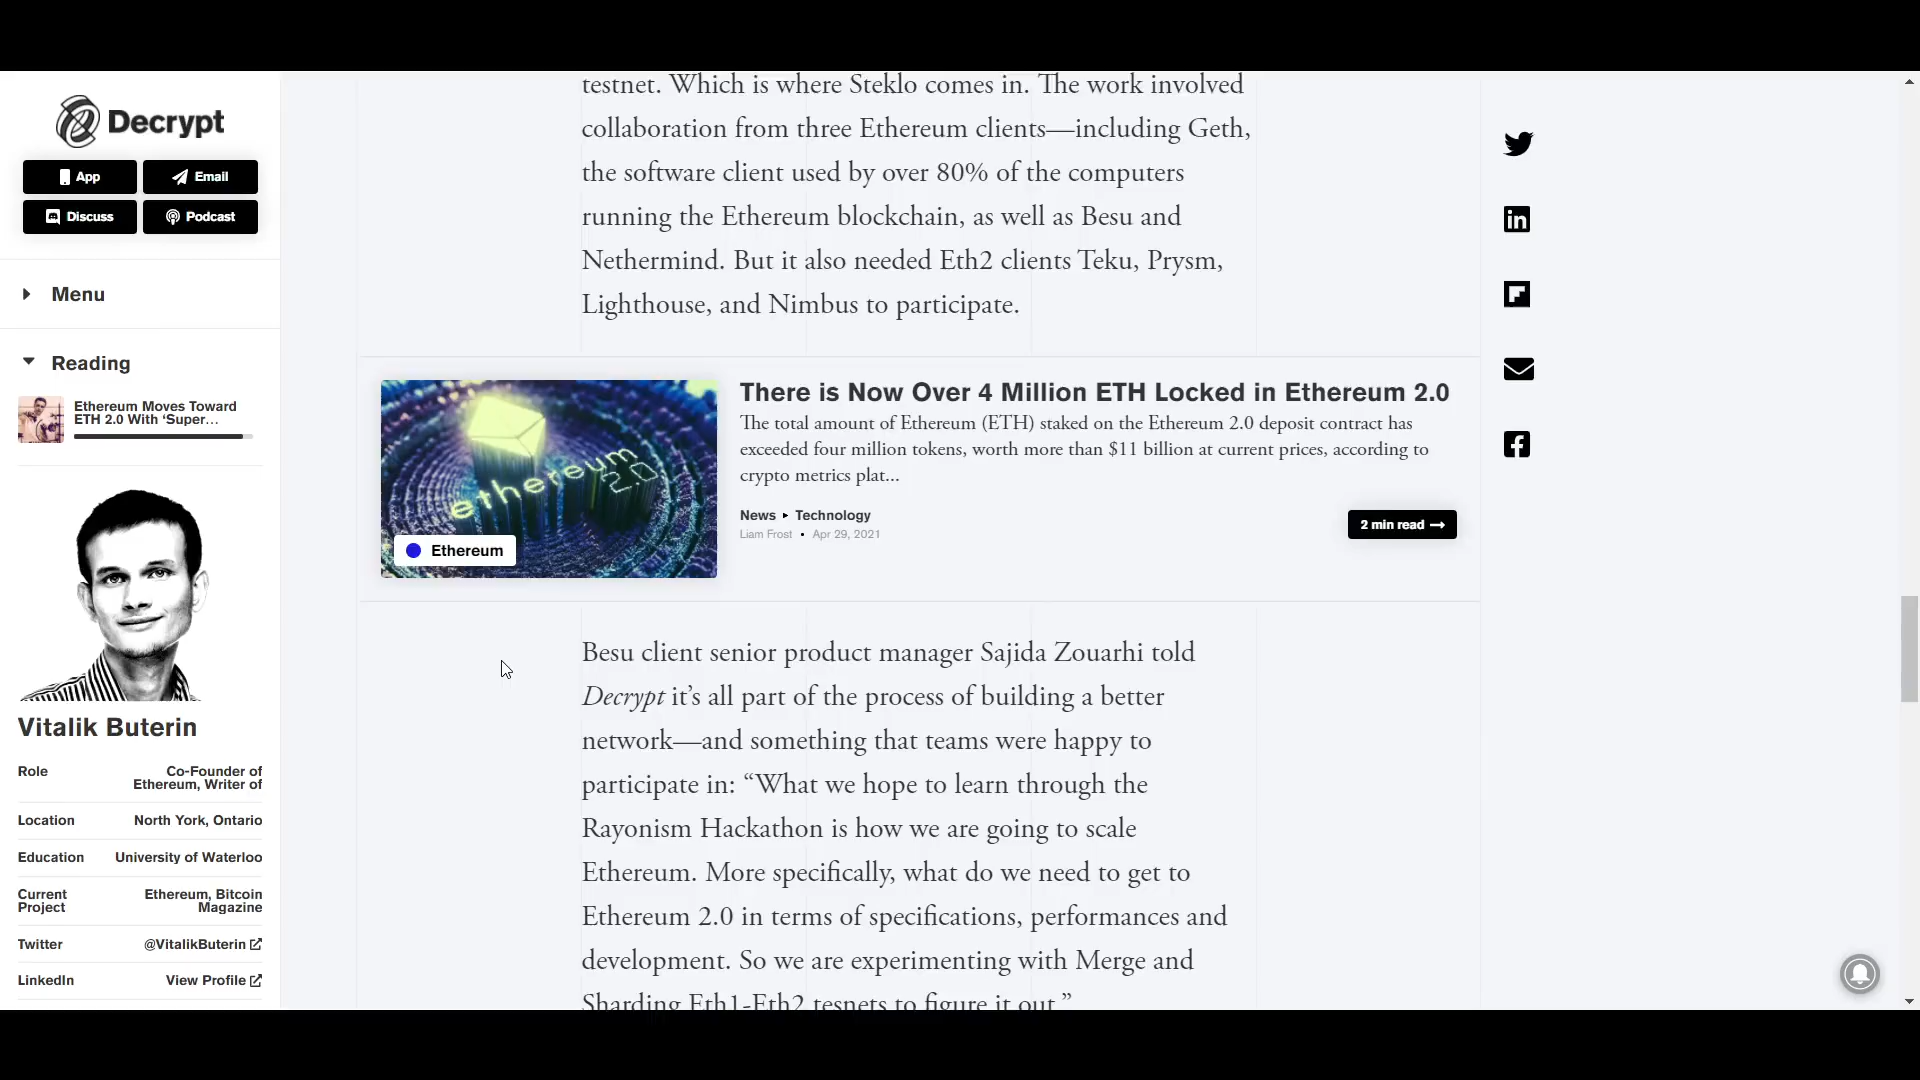 Decrypt
App
Email
Discuss
Podcast
Menu
Reading
Ethereum Moves Toward
ETH 2.0 With ‘Super...
Vitalik Buterin
Role
Co-Founder of
Ethereum, Writer of
Location
North York, Ontario
Education
University of Waterloo
Current
Project
Ethereum, Bitcoin
Magazine
Twitter
@VitalikButerin
LinkedIn
View Profile
testnet. Which is where Steklo comes in. The work involved
collaboration from three Ethereum clients—including Geth,
the software client used by over 80% of the computers
running the Ethereum blockchain, as well as Besu and
Nethermind. But it also needed Eth2 clients Teku, Prysm,
Lighthouse, and Nimbus to participate.
ethereum
2.0
Ethereum
There is Now Over 4 Million ETH Locked in Ethereum 2.0
The total amount of Ethereum (ETH) staked on the Ethereum 2.0 deposit contract has
exceeded four million tokens, worth more than $11 billion at current prices, according to
crypto metrics plat...
News ▸ Technology
Liam Frost • Apr 29, 2021
2 min read →
Besu client senior product manager Sajida Zouarhi told
Decrypt it’s all part of the process of building a better
network—and something that teams were happy to
participate in: “What we hope to learn through the
Rayonism Hackathon is how we are going to scale
Ethereum. More specifically, what do we need to get to
Ethereum 2.0 in terms of specifications, performances and
development. So we are experimenting with Merge and
Sharding Eth1-Eth2 tesnets to figure it out.”